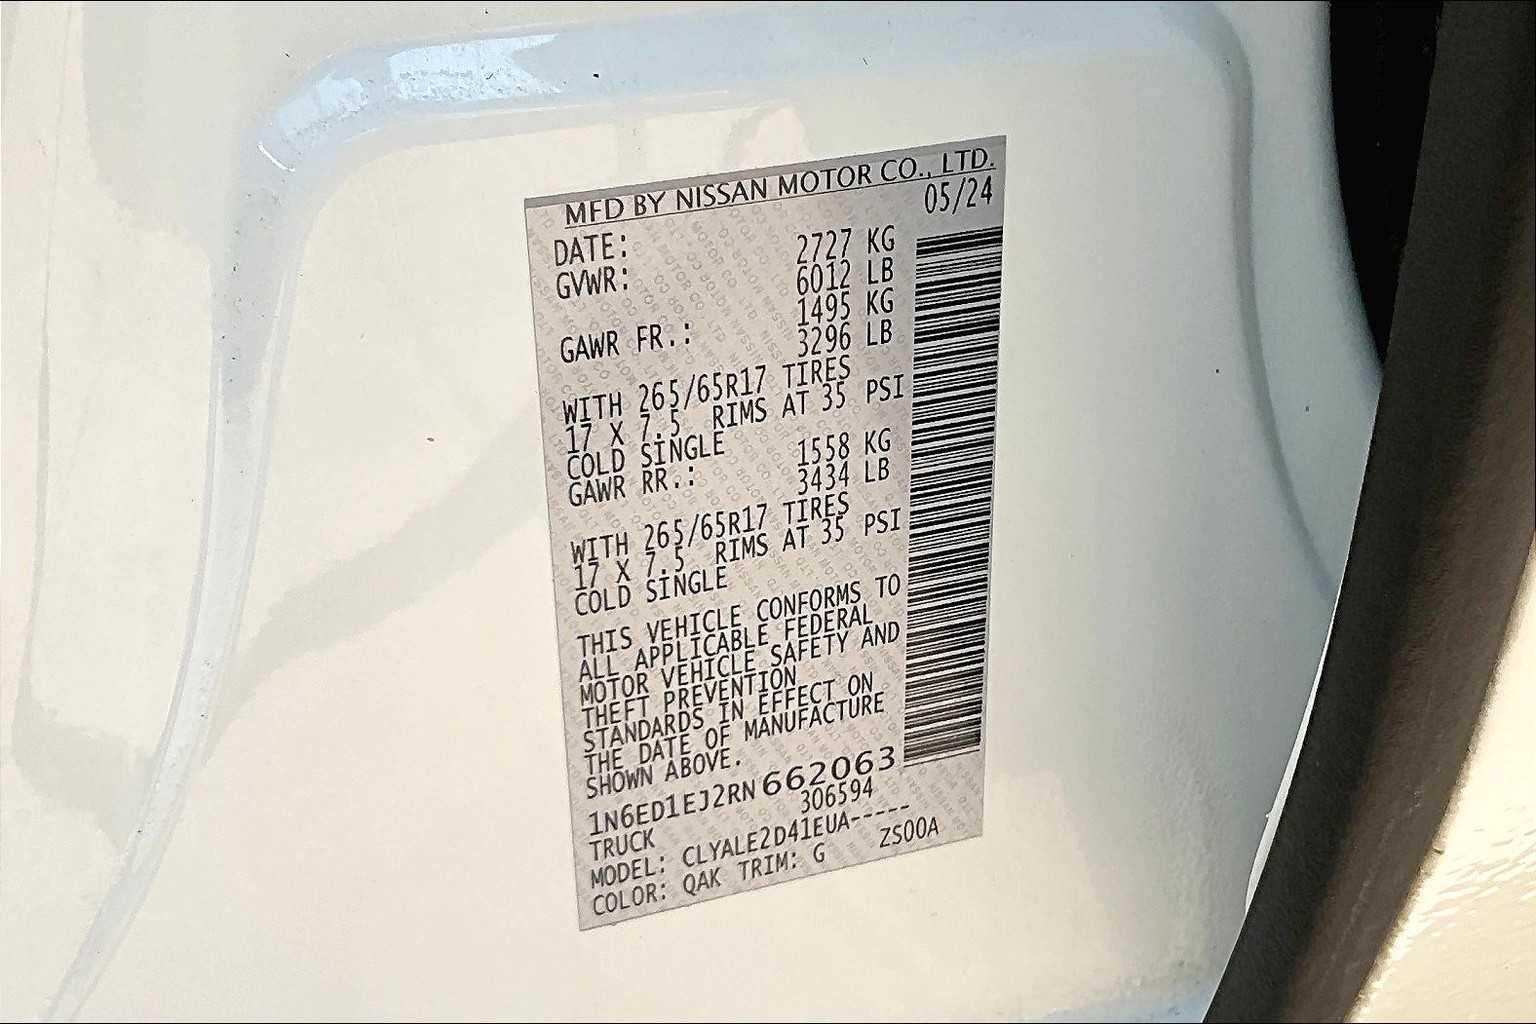 MFD BY NISSAN MOTOR CO., LTD.
DATE: 05/24
GVWR: 2727 KG
6012 LB
GAWR FR.: 1495 KG
3296 LB
WITH 265/65R17 TIRES
17 X 7.5 RIMS AT 35 PSI
COLD SINGLE
GAWR RR.: 1558 KG
3434 LB
WITH 265/65R17 TIRES
17 X 7.5 RIMS AT 35 PSI
COLD SINGLE
THIS VEHICLE CONFORMS TO
ALL APPLICABLE FEDERAL
MOTOR VEHICLE SAFETY AND
THEFT PREVENTION
STANDARDS IN EFFECT ON
THE DATE OF MANUFACTURE
SHOWN ABOVE.
1N6ED1EJ2RN662063
TRUCK 306594
MODEL: CLYALE2D41EUA-----
COLOR: QAK TRIM: G ZS00A